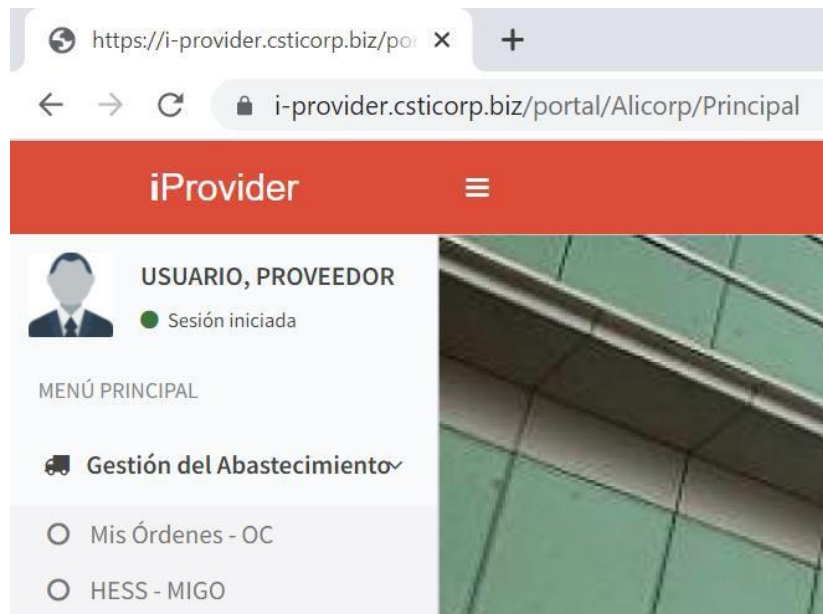 https://i-provider.csticorp.biz/por
i-provider.csticorp.biz/portal/Alicorp/Principal
iProvider
USUARIO, PROVEEDOR
Sesión iniciada
MENÚ PRINCIPAL
Gestión del Abastecimiento
Mis Órdenes - OC
HESS - MIGO